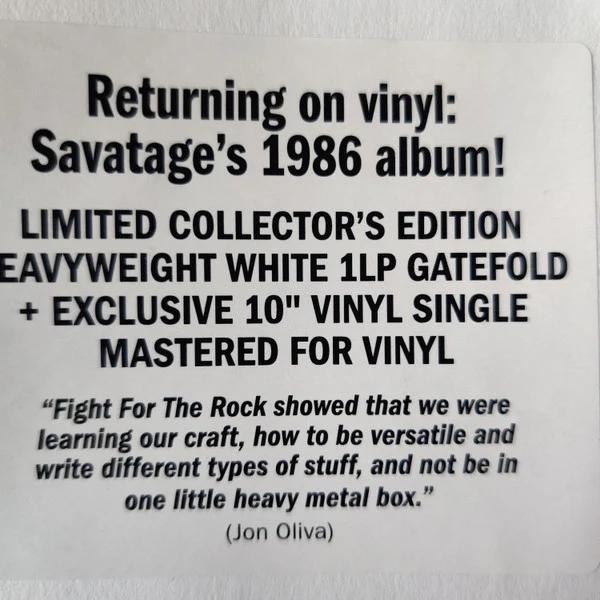 Returning on vinyl:
Savatage's 1986 album!
LIMITED COLLECTOR'S EDITION
EAVYWEIGHT WHITE 1LP GATEFOLD
+ EXCLUSIVE 10" VINYL SINGLE
MASTERED FOR VINYL
“Fight For The Rock showed that we were
learning our craft, how to be versatile and
write different types of stuff, and not be in
one little heavy metal box.”
(Jon Oliva)